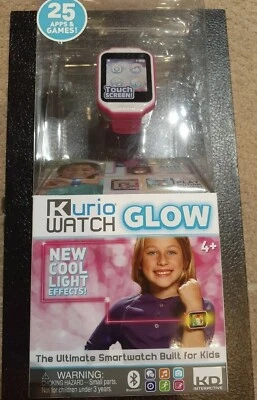 25
APPS &
GAMES!
Touch
SCREEN!
Kurio
WATCH GLOW
4+
NEW
COOL
LIGHT
EFFECTS!
The Ultimate Smartwatch Built for Kids
WARNING:
CHOKING HAZARD—Small parts.
Not for children under 3 years.
Bluetooth
KD
INTERACTIVE